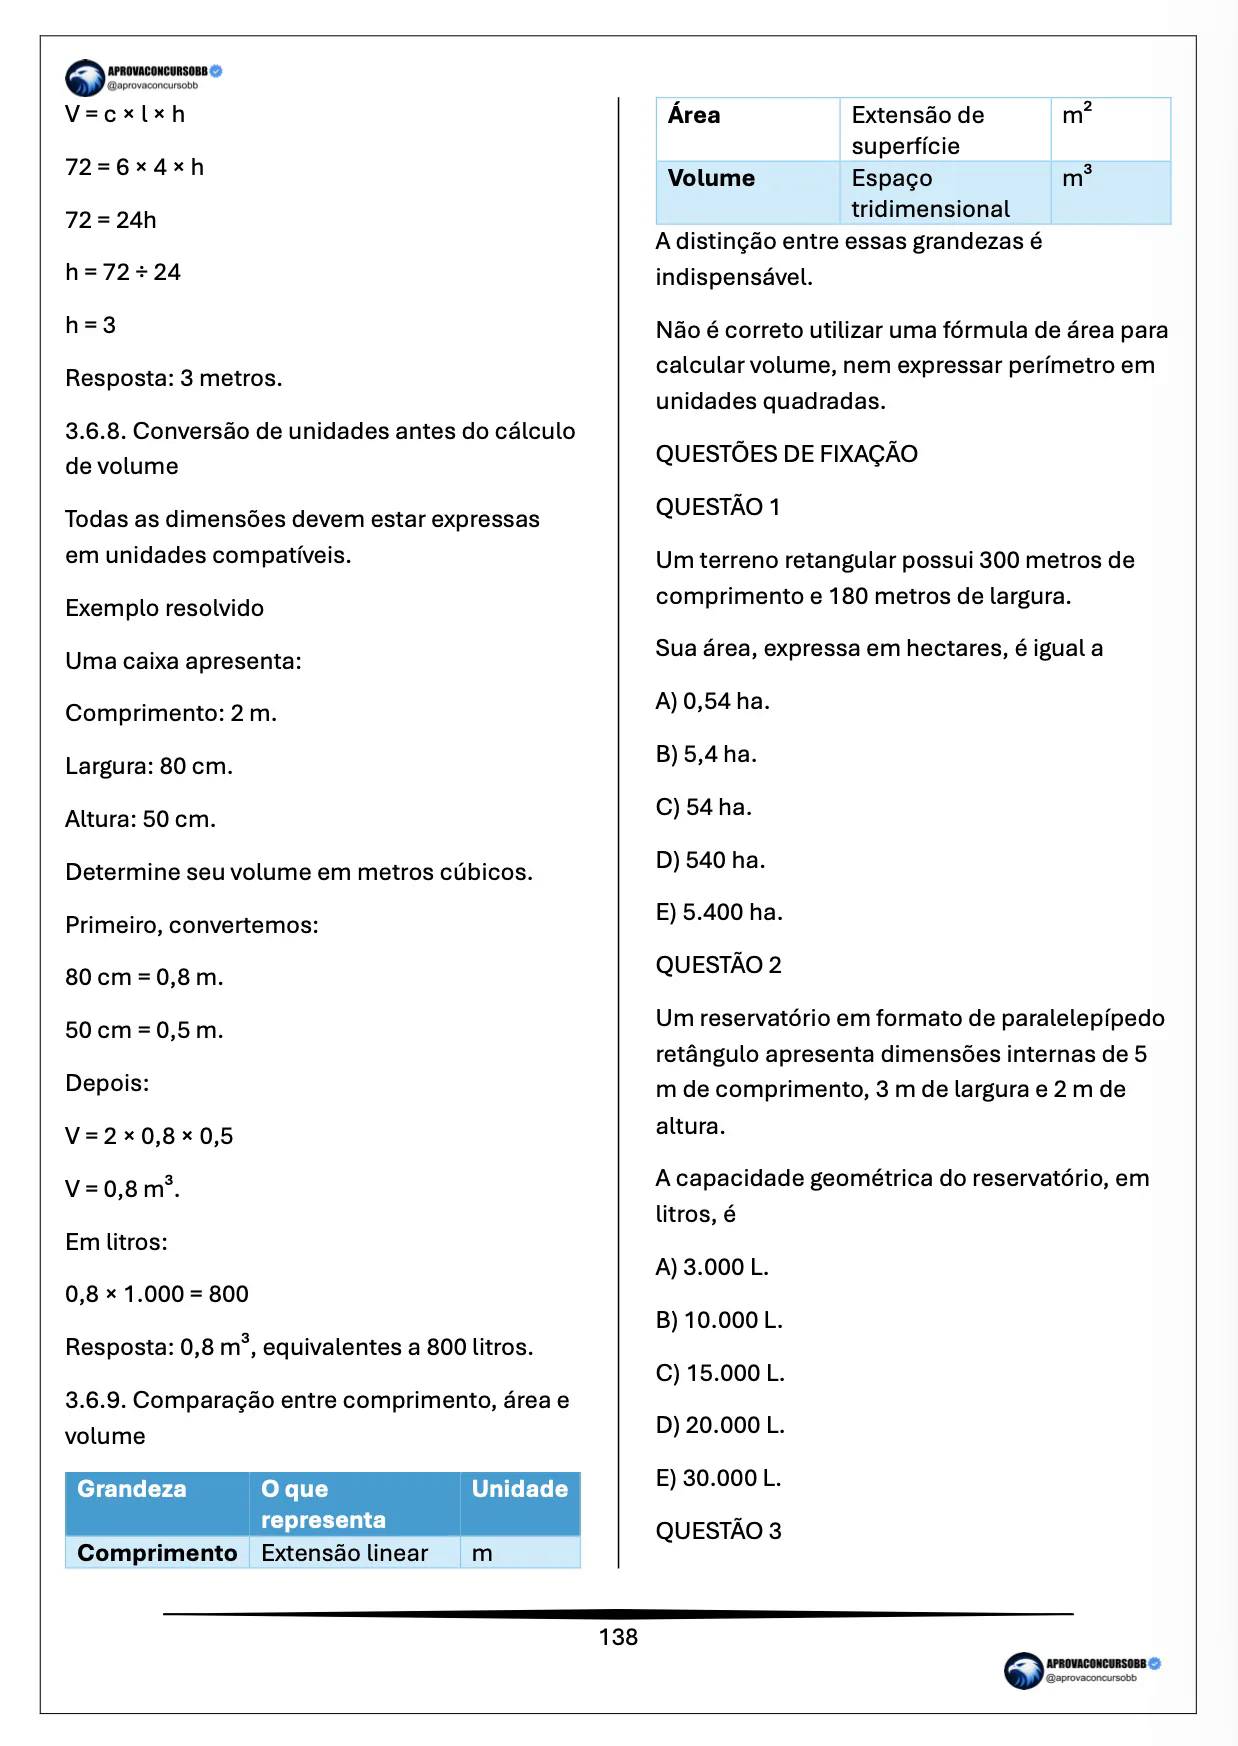 APROVACONCURSOBB
@aprovaconcursobb
V = c × l × h
72 = 6 × 4 × h
72 = 24h
h = 72 ÷ 24
h = 3
Resposta: 3 metros.
3.6.8. Conversão de unidades antes do cálculo
de volume
Todas as dimensões devem estar expressas
em unidades compatíveis.
Exemplo resolvido
Uma caixa apresenta:
Comprimento: 2 m.
Largura: 80 cm.
Altura: 50 cm.
Determine seu volume em metros cúbicos.
Primeiro, convertemos:
80 cm = 0,8 m.
50 cm = 0,5 m.
Depois:
V = 2 × 0,8 × 0,5
V = 0,8 m³.
Em litros:
0,8 × 1.000 = 800
Resposta: 0,8 m³, equivalentes a 800 litros.
3.6.9. Comparação entre comprimento, área e
volume
Grandeza O que representa Unidade
Comprimento Extensão linear m
Área Extensão de superfície m²
Volume Espaço tridimensional m³
A distinção entre essas grandezas é
indispensável.
Não é correto utilizar uma fórmula de área para
calcular volume, nem expressar perímetro em
unidades quadradas.
QUESTÕES DE FIXAÇÃO
QUESTÃO 1
Um terreno retangular possui 300 metros de
comprimento e 180 metros de largura.
Sua área, expressa em hectares, é igual a
A) 0,54 ha.
B) 5,4 ha.
C) 54 ha.
D) 540 ha.
E) 5.400 ha.
QUESTÃO 2
Um reservatório em formato de paralelepípedo
retângulo apresenta dimensões internas de 5
m de comprimento, 3 m de largura e 2 m de
altura.
A capacidade geométrica do reservatório, em
litros, é
A) 3.000 L.
B) 10.000 L.
C) 15.000 L.
D) 20.000 L.
E) 30.000 L.
QUESTÃO 3
138
APROVACONCURSOBB
@aprovaconcursobb